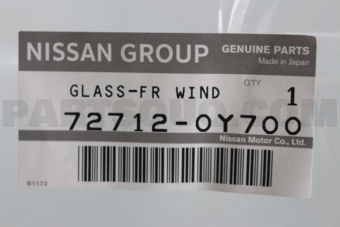 NISSAN GROUP GENUINE PARTS
Made in Japan
GLASS-FR WIND QTY 1
72712-0Y700
Nissan Motor Co., Ltd.
B1173